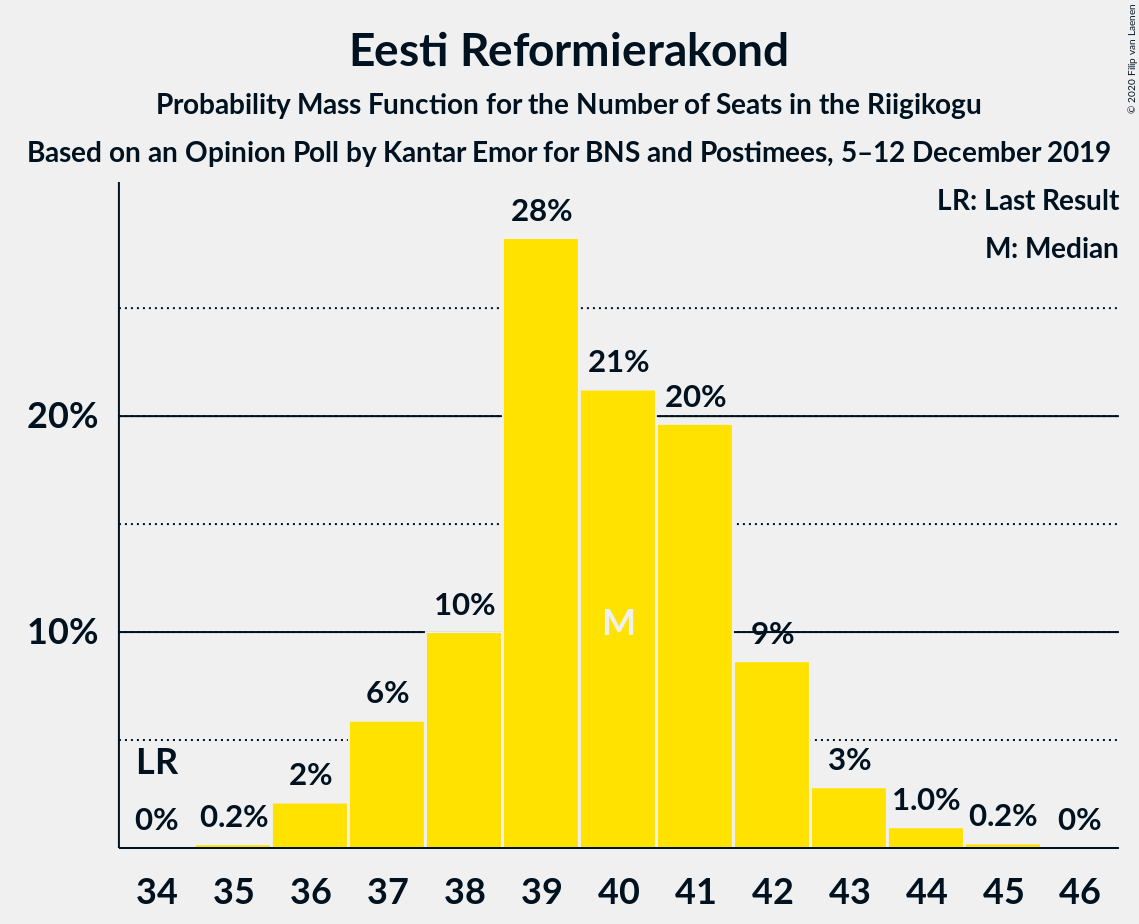 Eesti Reformierakond
Probability Mass Function for the Number of Seats in the Riigikogu
Based on an Opinion Poll by Kantar Emor for BNS and Postimees, 5–12 December 2019
© 2020 Filip van Laenen
LR: Last Result
M: Median
28%
21%
20%
20%
10%
M
10%
9%
6%
LR
2%
3%
0%
0.2%
1.0%
0.2%
0%
34 35 36 37 38 39 40 41 42 43 44 45 46